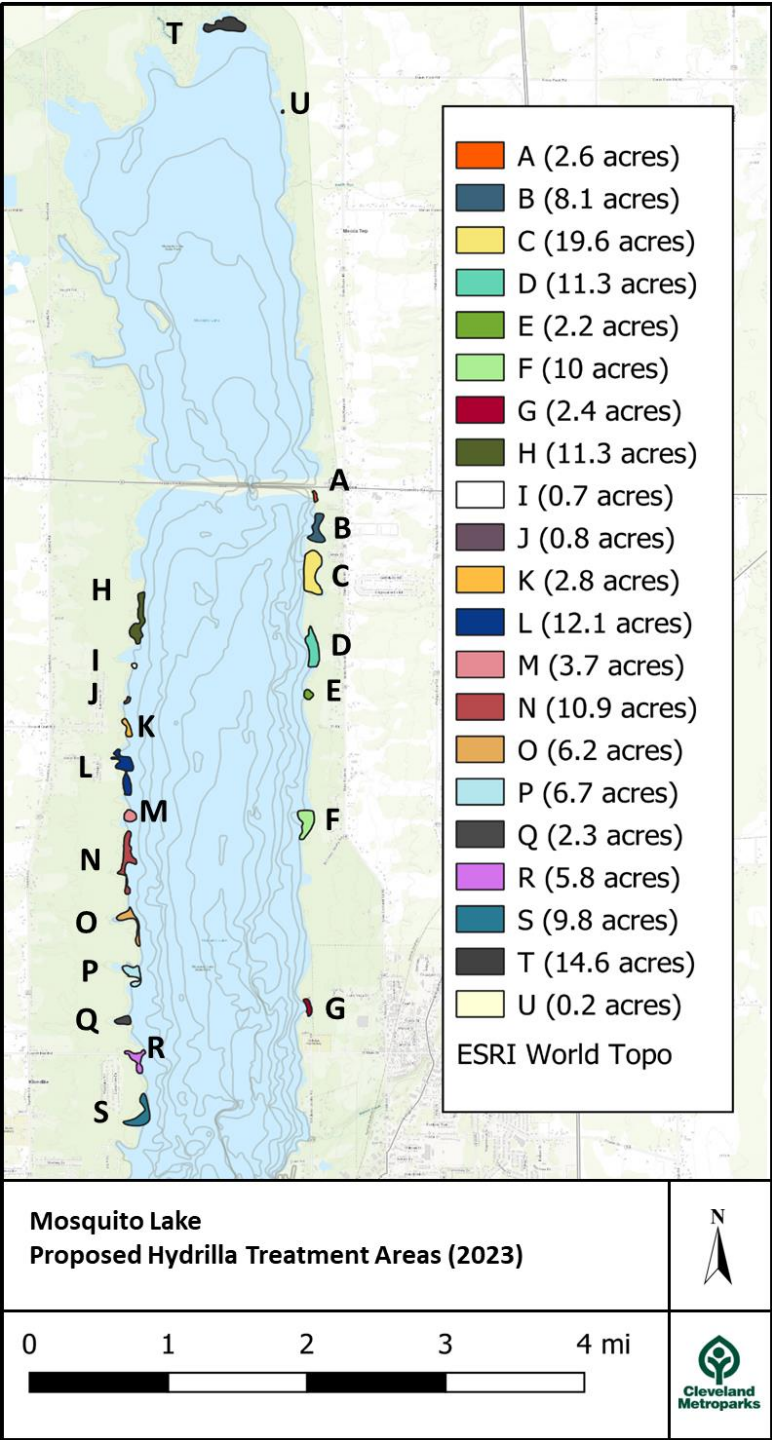 T
U
A (2.6 acres)
B (8.1 acres)
C (19.6 acres)
D (11.3 acres)
E (2.2 acres)
F (10 acres)
G (2.4 acres)
H (11.3 acres)
I (0.7 acres)
J (0.8 acres)
K (2.8 acres)
L (12.1 acres)
M (3.7 acres)
N (10.9 acres)
O (6.2 acres)
P (6.7 acres)
Q (2.3 acres)
R (5.8 acres)
S (9.8 acres)
T (14.6 acres)
U (0.2 acres)
ESRI World Topo
A
B
C
H
D
I
E
J
K
L
M
F
N
O
P
G
Q
R
S
Mosquito Lake
Proposed Hydrilla Treatment Areas (2023)
N
0 1 2 3 4 mi
Cleveland
Metroparks